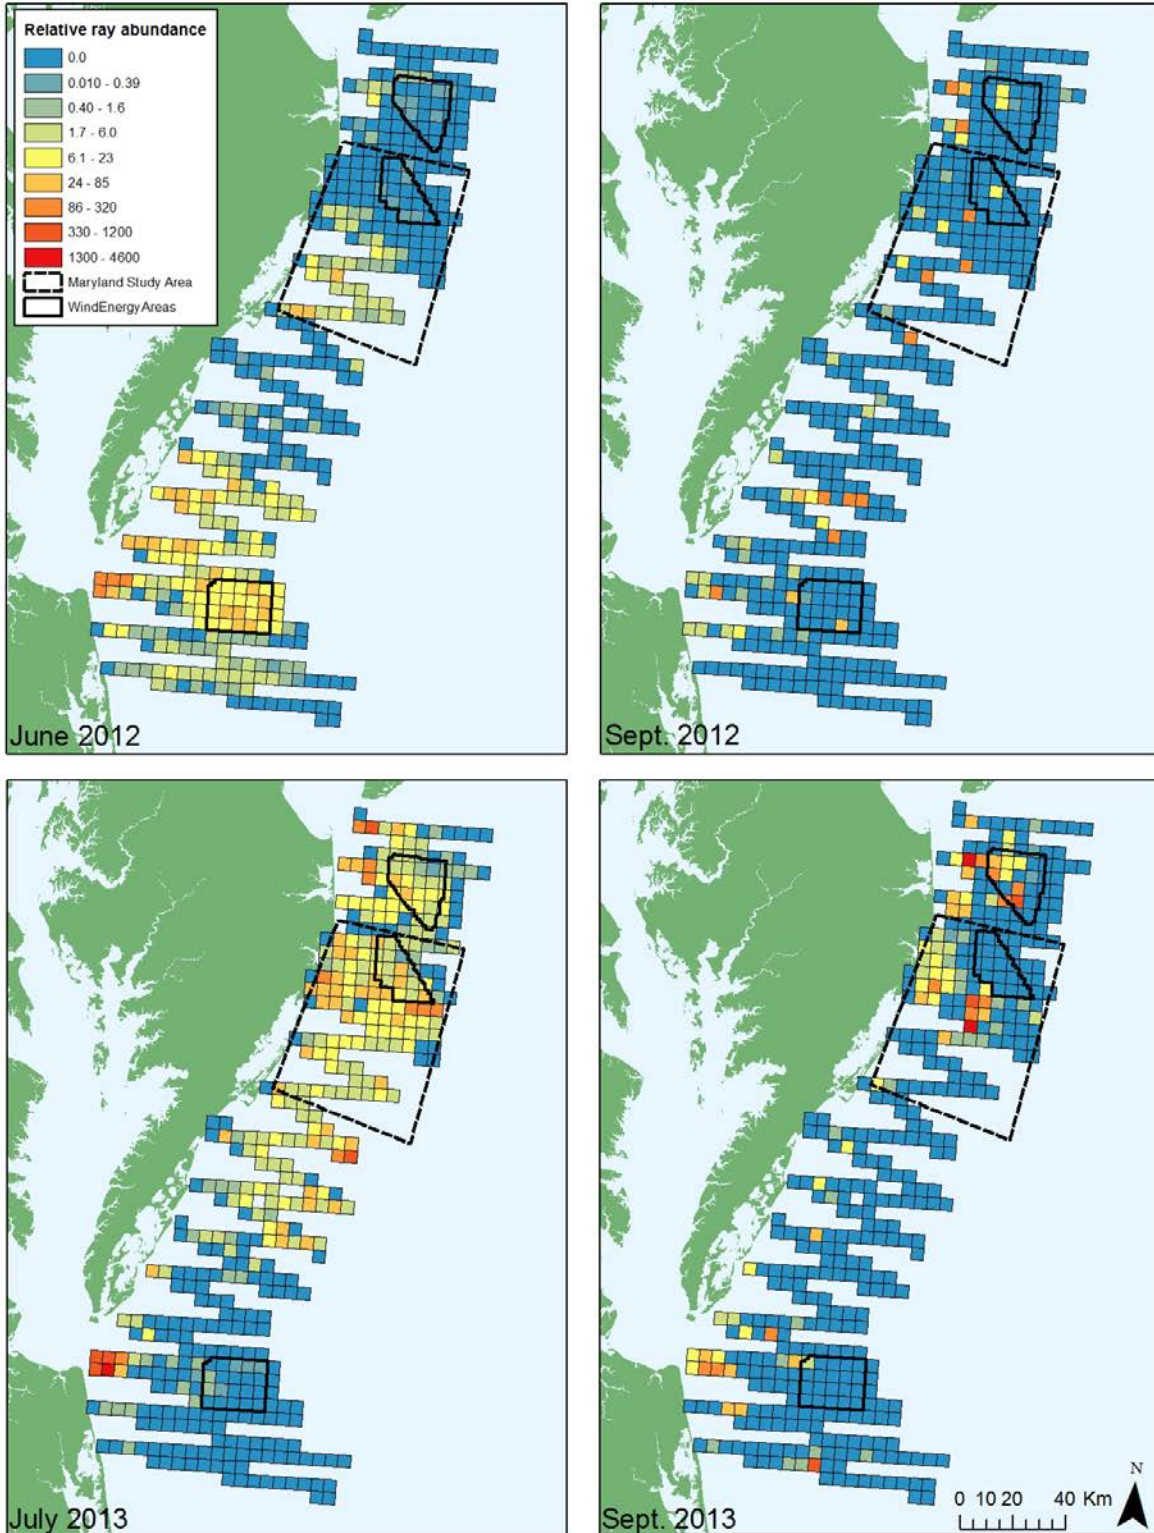 Relative ray abundance
0.0
0.010 - 0.39
0.40 - 1.6
1.7 - 6.0
6.1 - 23
24 - 85
86 - 320
330 - 1200
1300 - 4600
Maryland Study Area
WindEnergyAreas
June 2012
Sept. 2012
July 2013
Sept. 2013
0 10 20 40 Km
N